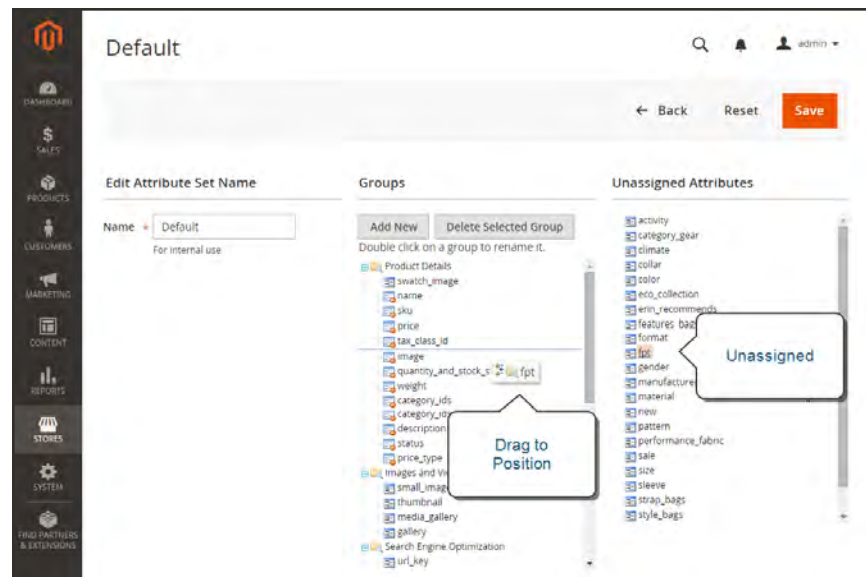 Default
admin
DASHBOARD
SALES
PRODUCTS
CUSTOMERS
MARKETING
CONTENT
REPORTS
STORES
SYSTEM
FIND PARTNERS
& EXTENSIONS
← Back Reset Save
Edit Attribute Set Name
Name * Default
For internal use
Groups
Add New Delete Selected Group
Double click on a group to rename it.
Product Details
swatch_image
name
sku
price
tax_class_id
image
quantity_and_stock_s
fpt
weight
category_ids
category_ids
description
status
price_type
Images and Vi
small_imag
thumbnail
media_gallery
gallery
Search Engine Optimization
url_key
Drag to
Position
Unassigned Attributes
activity
category_gear
climate
collar
color
eco_collection
erin_recommends
features_bags
format
fpt
gender
manufacturer
material
new
pattern
performance_fabric
sale
size
sleeve
strap_bags
style_bags
Unassigned